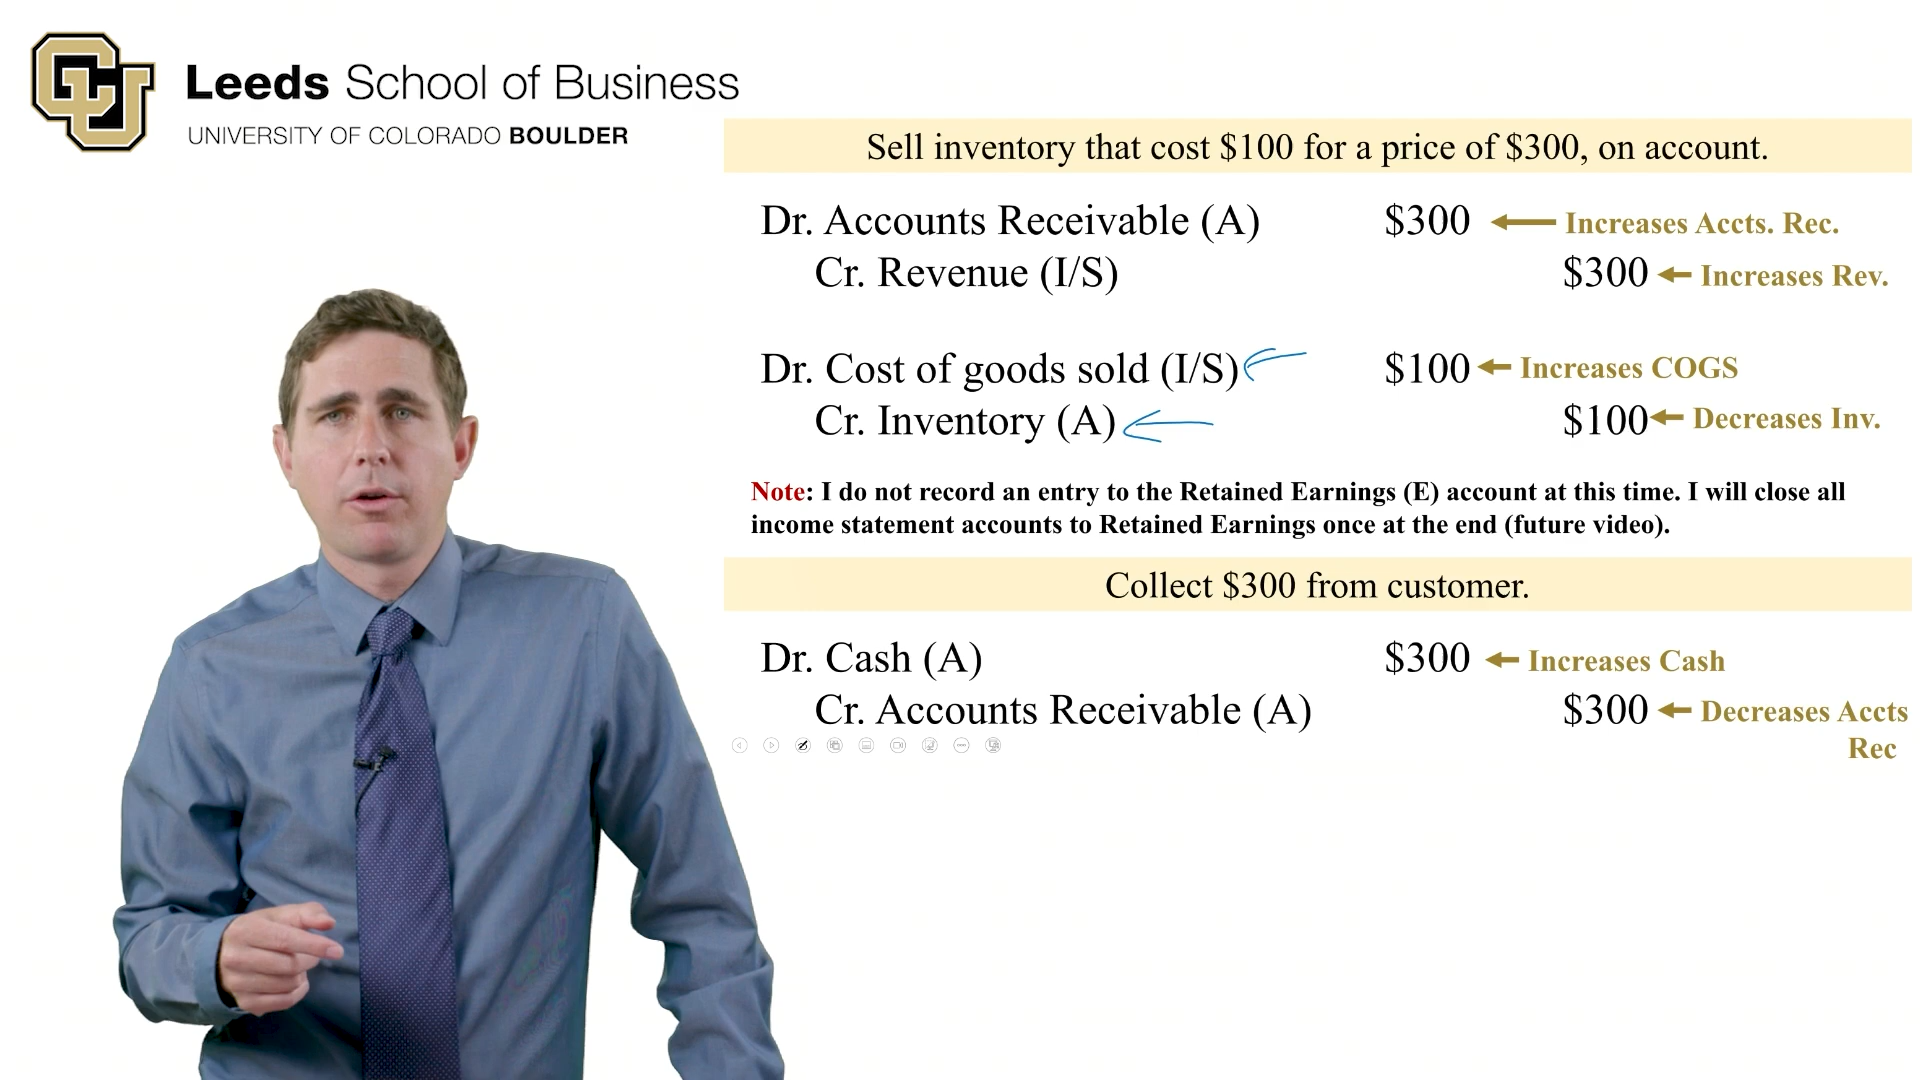 Leeds School of Business
UNIVERSITY OF COLORADO BOULDER
Sell inventory that cost $100 for a price of $300, on account.
Dr. Accounts Receivable (A) $300 Increases Accts. Rec.
Cr. Revenue (I/S) $300 Increases Rev.
Dr. Cost of goods sold (I/S) $100 Increases COGS
Cr. Inventory (A) $100 Decreases Inv.
Note: I do not record an entry to the Retained Earnings (E) account at this time. I will close all
income statement accounts to Retained Earnings once at the end (future video).
Collect $300 from customer.
Dr. Cash (A) $300 Increases Cash
Cr. Accounts Receivable (A) $300 Decreases Accts
Rec